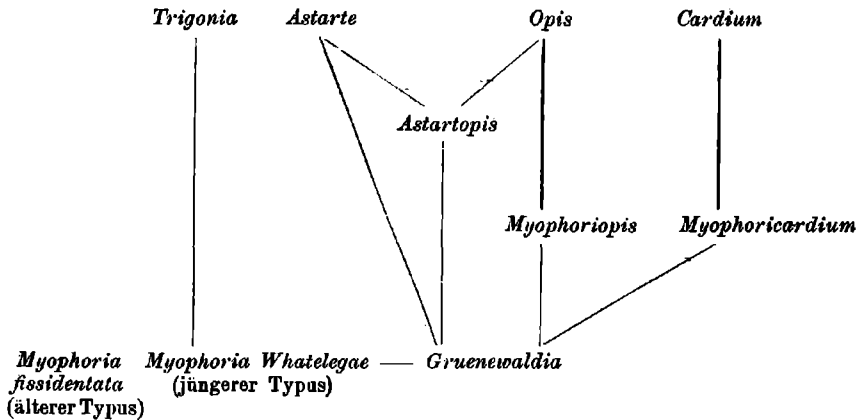 Trigonia Astarte Opis Cardium
Astartopis
Myophoriopis Myophoricardium
Myophoria Myophoria Whatelegae — Gruenewaldia
fissidentata (jüngerer Typus)
(älterer Typus)